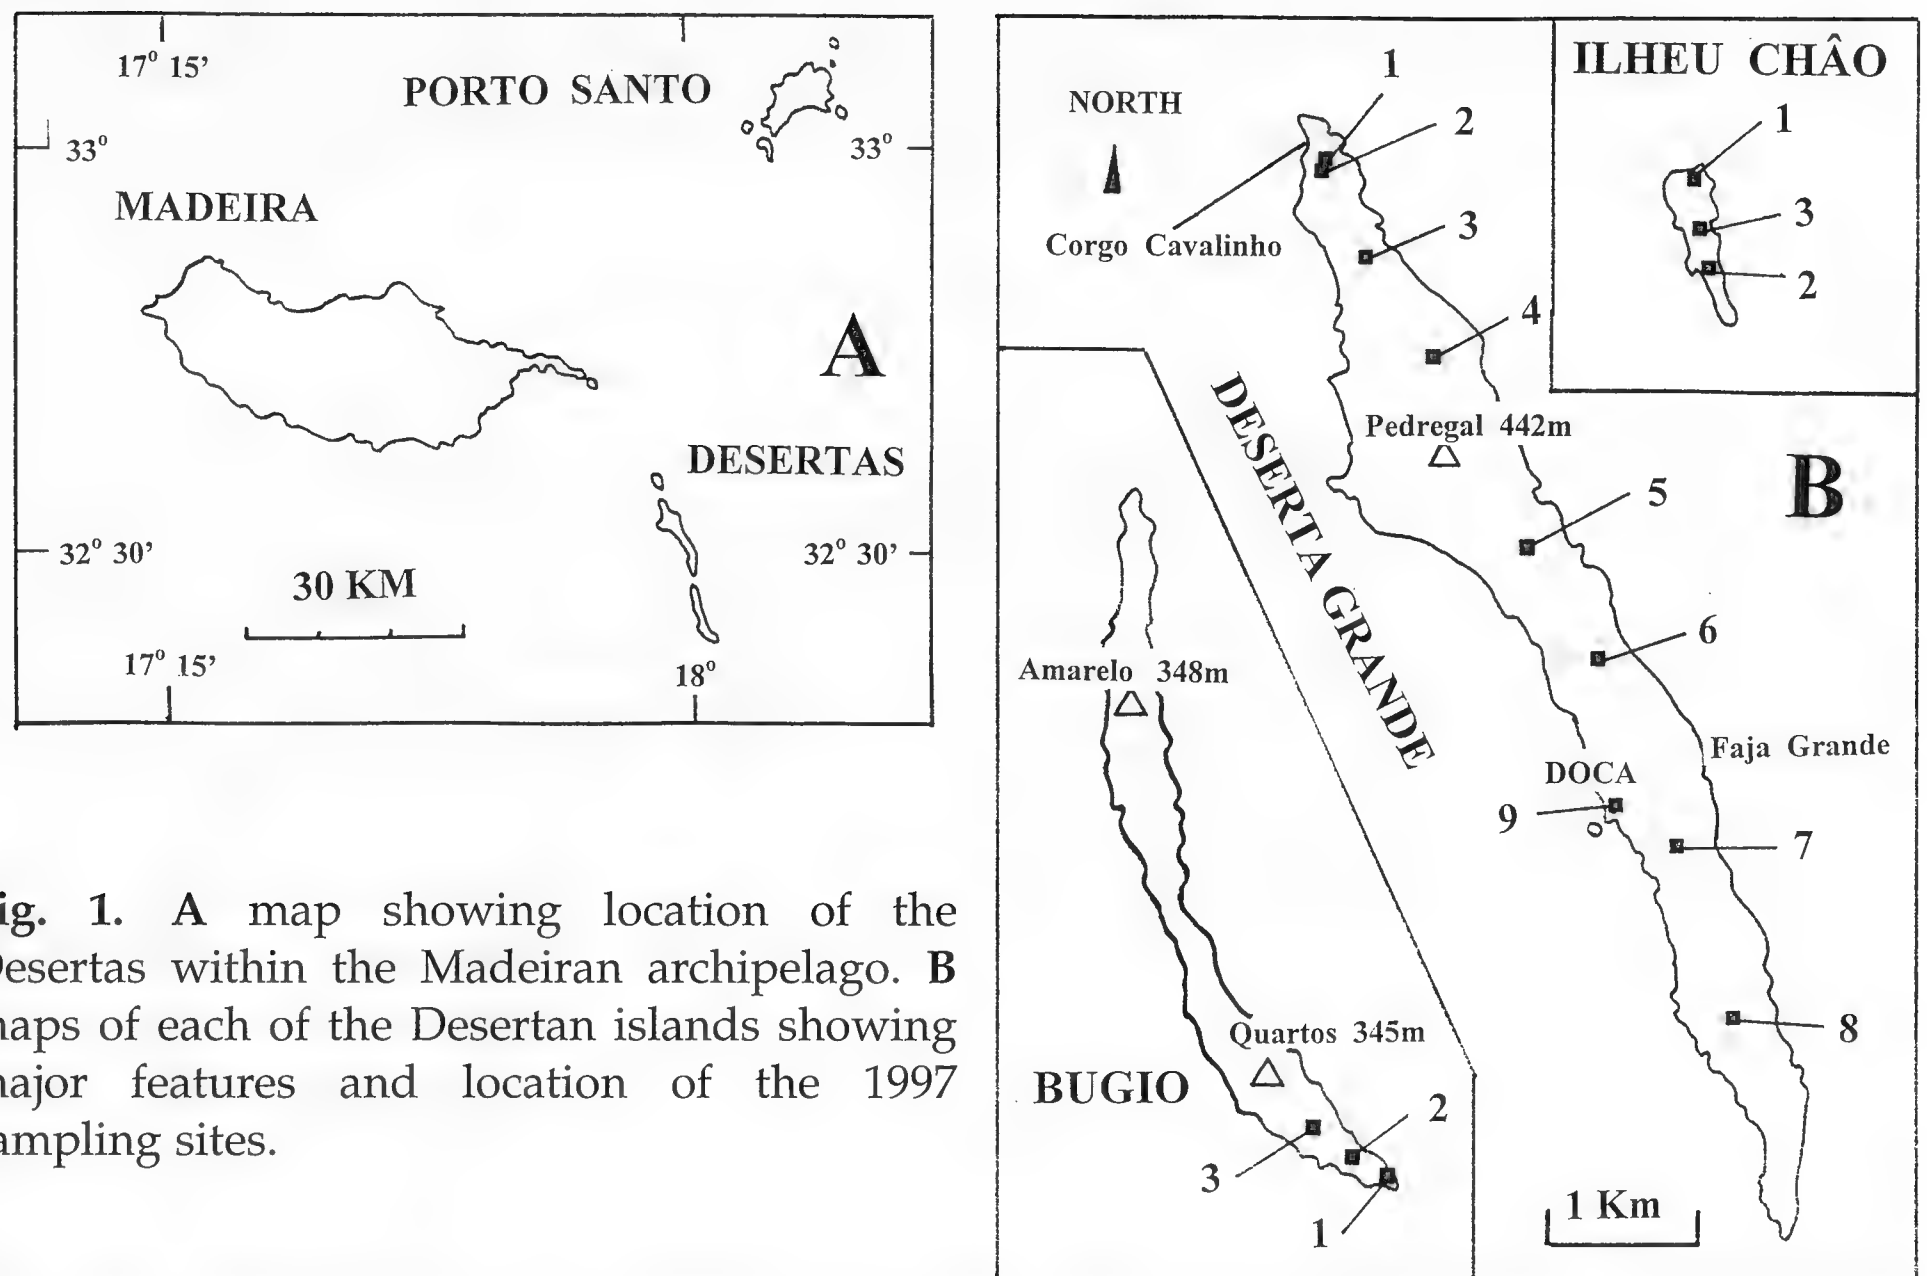 17° 15'
PORTO SANTO
33°
33°
MADEIRA
A
DESERTAS
32° 30'
32° 30'
30 KM
17° 15'
18°
ig. 1. A map showing location of the
esertas within the Madeiran archipelago. B
naps of each of the Desertan islands showing
najor features and location of the 1997
ampling sites.
ILHEU CHÂO
1
3
2
NORTH
1
2
Corgo Cavalinho
3
4
DESERTA GRANDE
Pedregal 442m
B
5
6
Faja Grande
DOCA
9
7
8
1 Km
Amarelo 348m
Quartos 345m
BUGIO
2
3
1